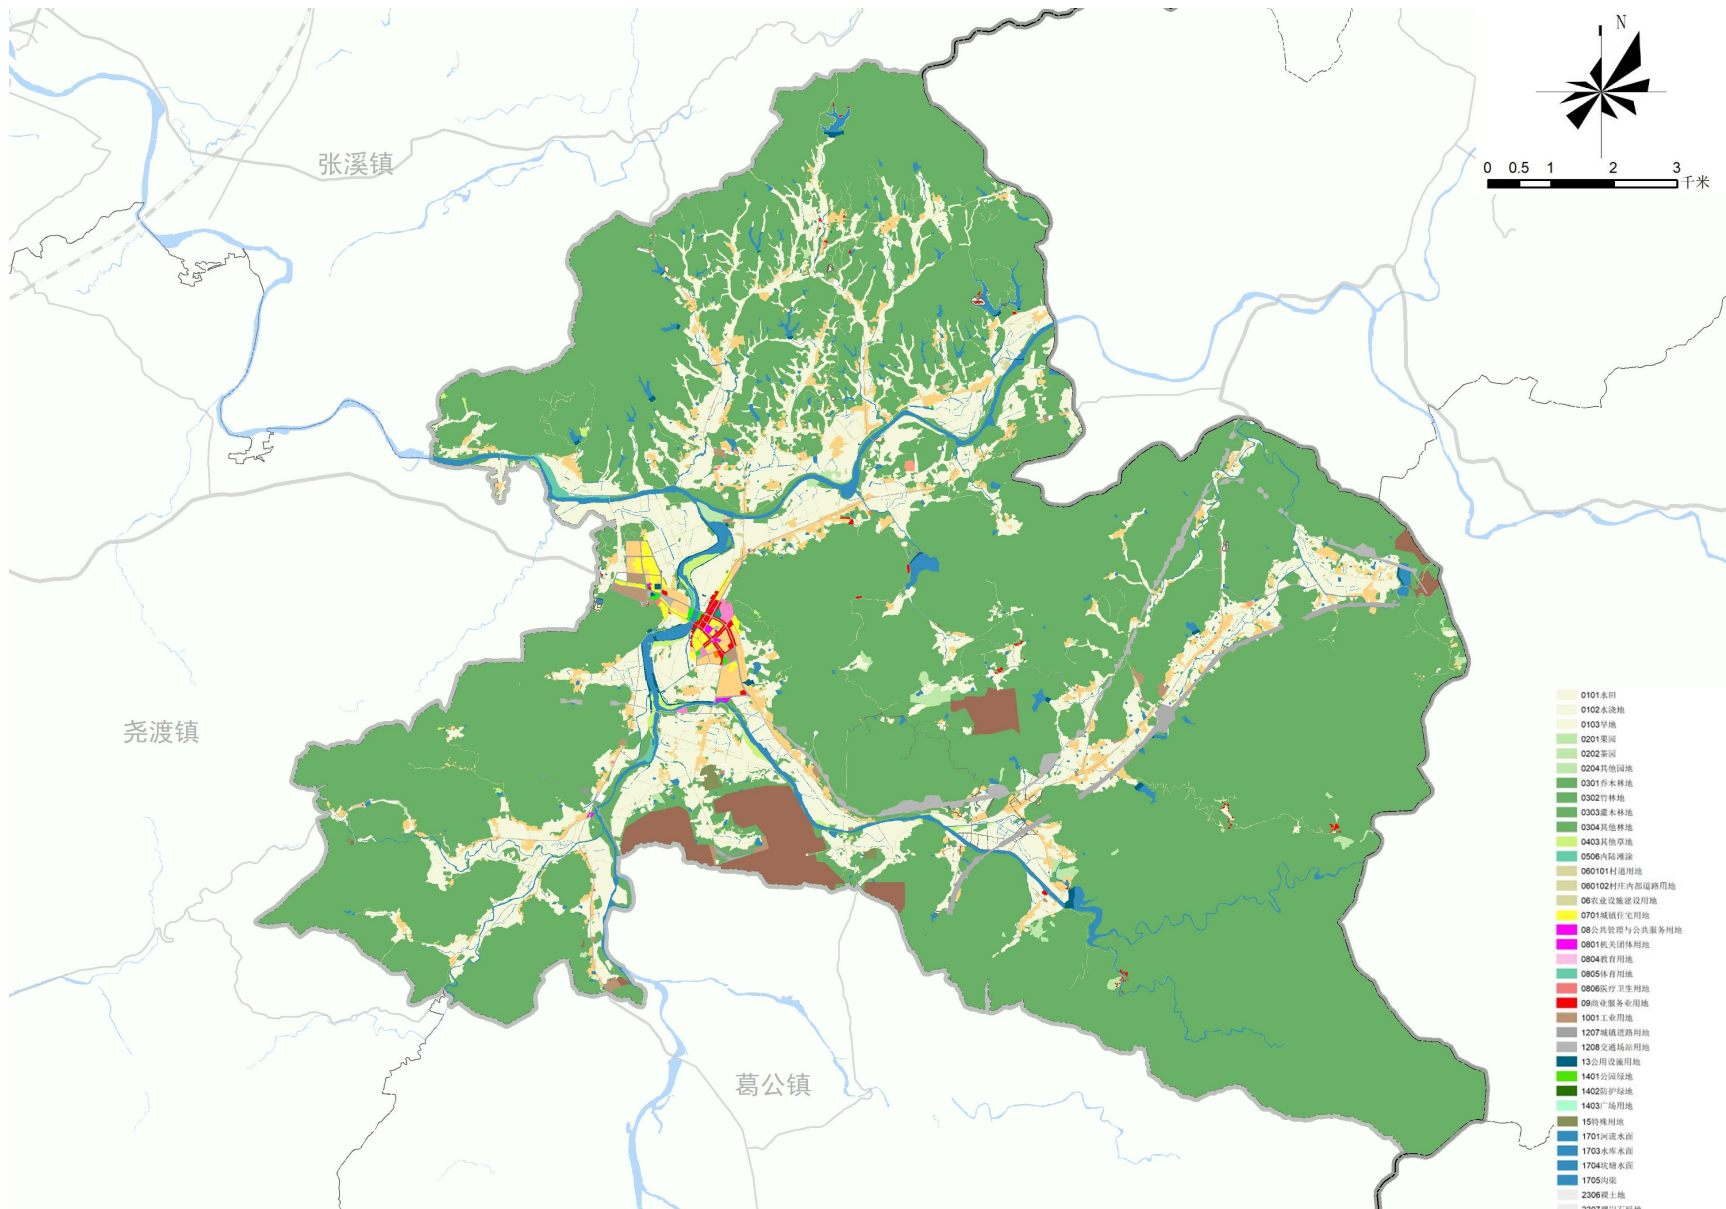 N
0 0.5 1 2 3 千米
张溪镇
尧渡镇
葛公镇
0101水田
0102水浇地
0103旱地
0201果园
0202茶园
0204其他园地
0301乔木林地
0302竹林地
0303灌木林地
0304其他林地
0403其他草地
0506内陆滩涂
060101村道用地
060102村庄内部道路用地
06农业设施建设用地
0701城镇住宅用地
08公共管理与公共服务用地
0801机关团体用地
0804教育用地
0805体育用地
0806医疗卫生用地
09商业服务业用地
1001工业用地
1207城镇道路用地
1208交通场站用地
13公用设施用地
1401公园绿地
1402防护绿地
1403广场用地
15特殊用地
1701河流水面
1703水库水面
1704坑塘水面
1705沟渠
2306裸土地